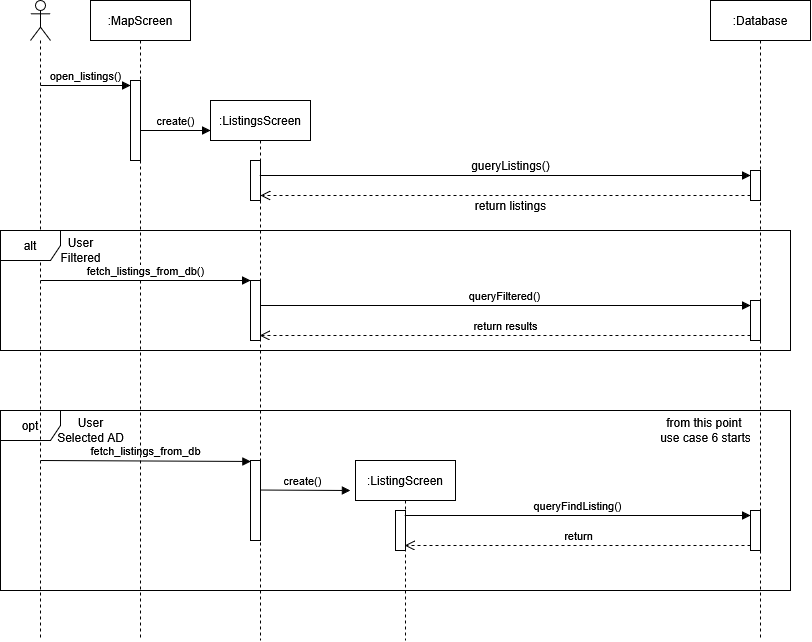 :MapScreen
:Database
open_listings()
create()
:ListingsScreen
gueryListings()
return listings
alt
User
Filtered
fetch_listings_from_db()
queryFiltered()
return results
opt
User
Selected AD
from this point
use case 6 starts
fetch_listings_from_db
create()
:ListingScreen
queryFindListing()
return